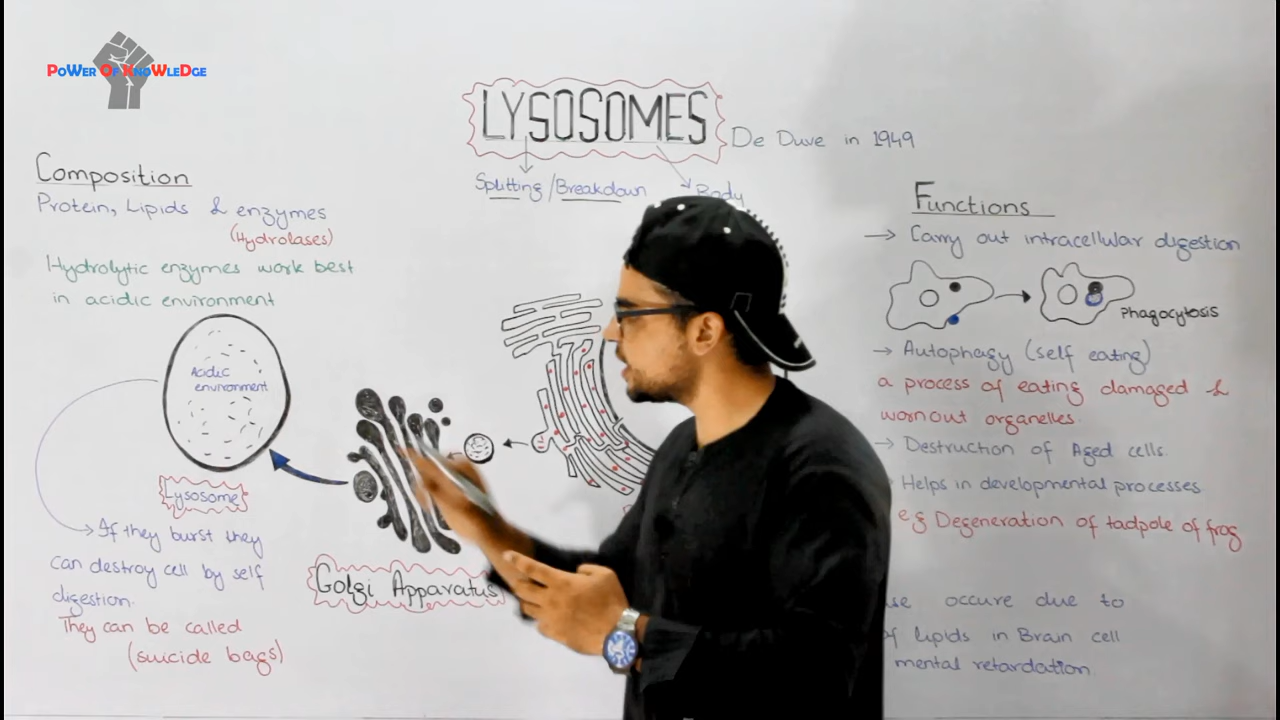 PoWer Of KnoWleDge
LYSOSOMES
De Duve in 1949
Splitting/Breakdown
Body
Composition
Protein, Lipids & enzymes
(Hydrolases)
Hydrolytic enzymes work best
in acidic environment
Acidic
environment
Lysosome
If they burst they
can destroy cell by self
digestion.
They can be called
(suicide bags)
Golgi Apparatus
Functions
Carry out intracellular digestion
Phagocytosis
Autophagy (self eating)
a process of eating damaged &
wornout organelles.
Destruction of Aged cells.
Helps in developmental processes
eg Degeneration of tadpole of frog
occure due to
of lipids in Brain cell
mental retardation.